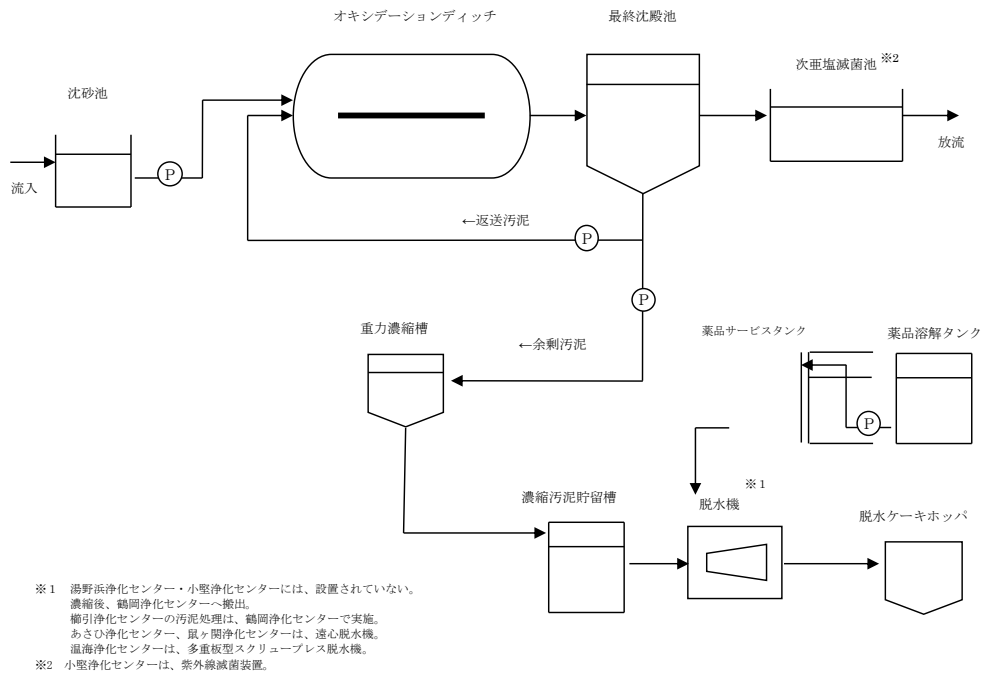 オキシデーションディッチ
最終沈殿池
次亜塩滅菌池 ※2
沈砂池
放流
P
流入
←返送汚泥
P
P
重力濃縮槽
←余剰汚泥
薬品サービスタンク
薬品溶解タンク
P
※1
濃縮汚泥貯留槽
脱水機
脱水ケーキホッパ
※1 湯野浜浄化センター・小堅浄化センターには、設置されていない。
濃縮後、鶴岡浄化センターへ搬出。
櫛引浄化センターの汚泥処理は、鶴岡浄化センターで実施。
あさひ浄化センター、鼠ヶ関浄化センターは、遠心脱水機。
温海浄化センターは、多重板型スクリュープレス脱水機。
※2 小堅浄化センターは、紫外線滅菌装置。